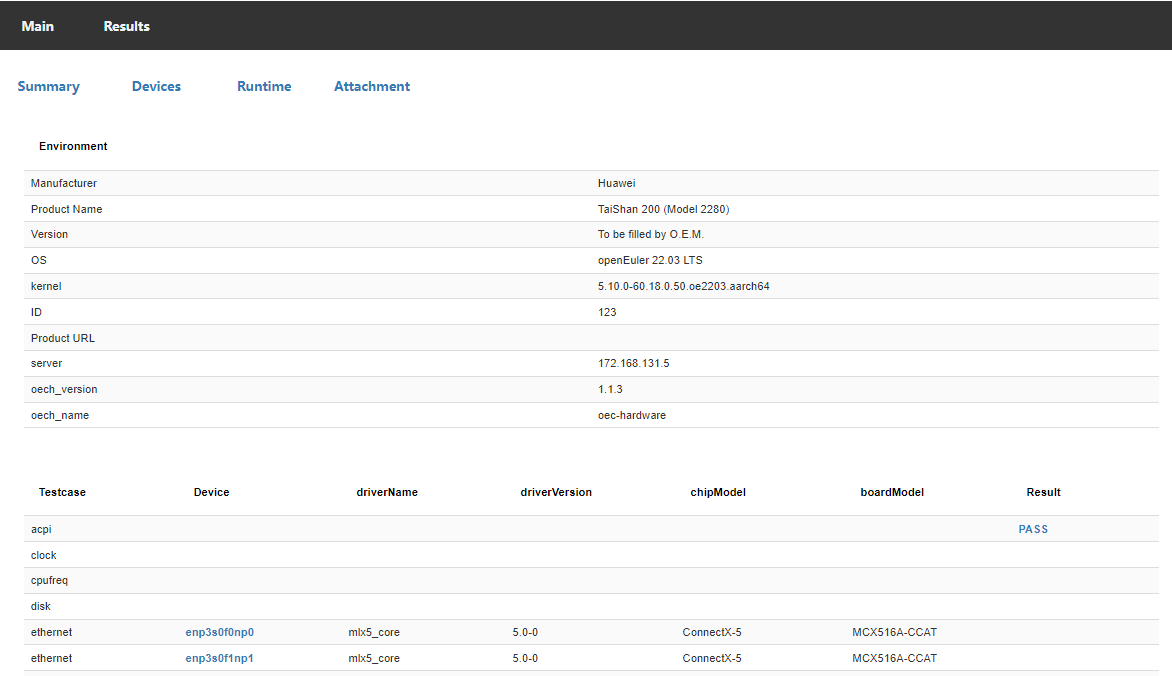 Main Results
Summary Devices Runtime Attachment
Environment
Manufacturer Huawei
Product Name TaiShan 200 (Model 2280)
Version To be filled by O.E.M.
OS openEuler 22.03 LTS
kernel 5.10.0-60.18.0.50.oe2203.aarch64
ID 123
Product URL
server 172.168.131.5
oech_version 1.1.3
oech_name oec-hardware
Testcase Device driverName driverVersion chipModel boardModel Result
acpi PASS
clock
cpufreq
disk
ethernet enp3s0f0np0 mlx5_core 5.0-0 ConnectX-5 MCX516A-CCAT
ethernet enp3s0f1np1 mlx5_core 5.0-0 ConnectX-5 MCX516A-CCAT